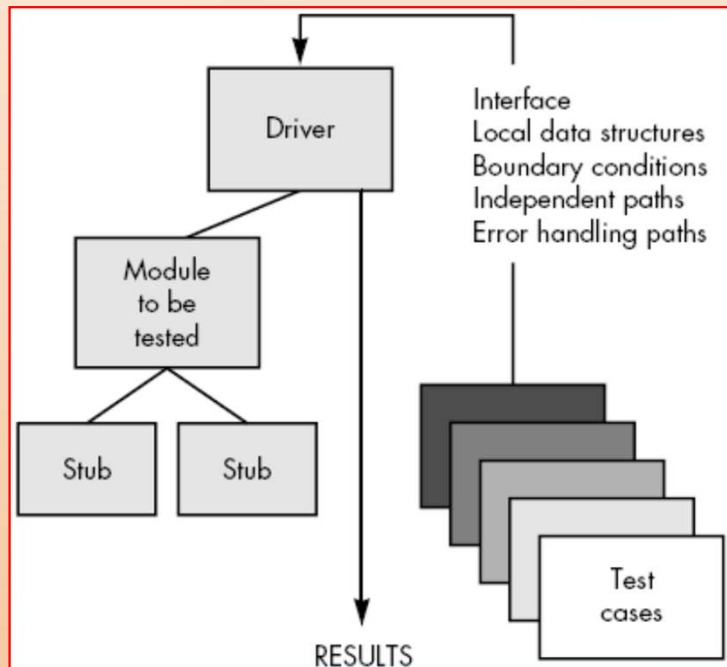 Driver
Interface
Local data structures
Boundary conditions
Independent paths
Error handling paths
Module
to be
tested
Stub
Stub
Test
cases
RESULTS